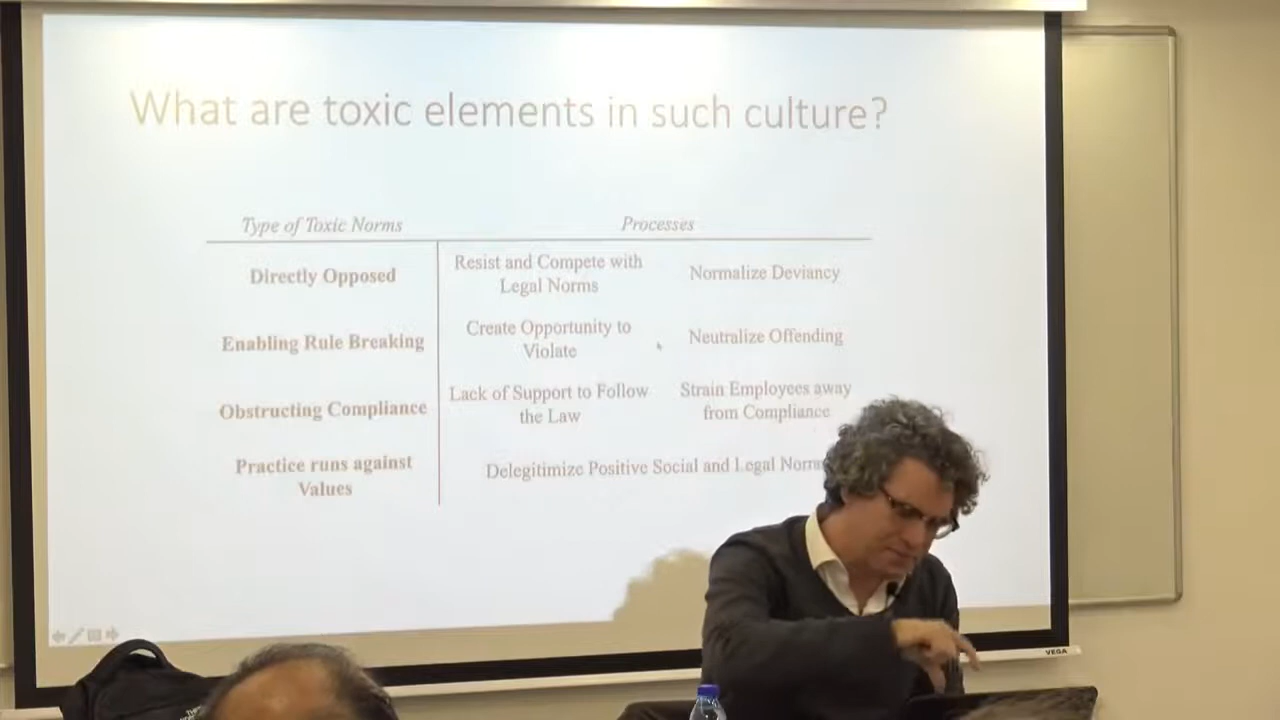 What are toxic elements in such culture?
Type of Toxic Norms Processes
Directly Opposed
Resist and Compete with
Legal Norms
Normalize Deviancy
Enabling Rule Breaking
Create Opportunity to
Violate
Neutralize Offending
Obstructing Compliance
Lack of Support to Follow
the Law
Strain Employees away
from Compliance
Practice runs against
Values
Delegitimize Positive Social and Legal
VEGA